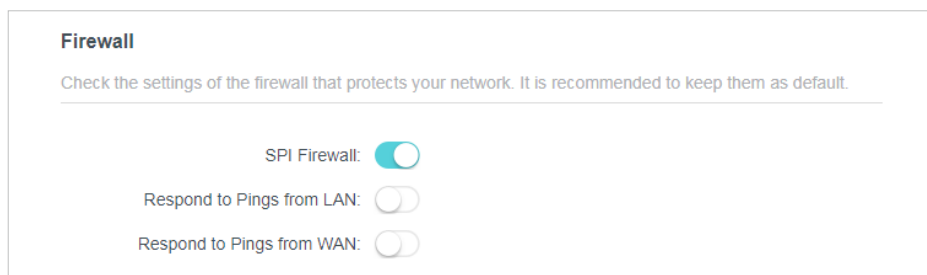 Firewall
Check the settings of the firewall that protects your network. It is recommended to keep them as default.
SPI Firewall:
Respond to Pings from LAN:
Respond to Pings from WAN: